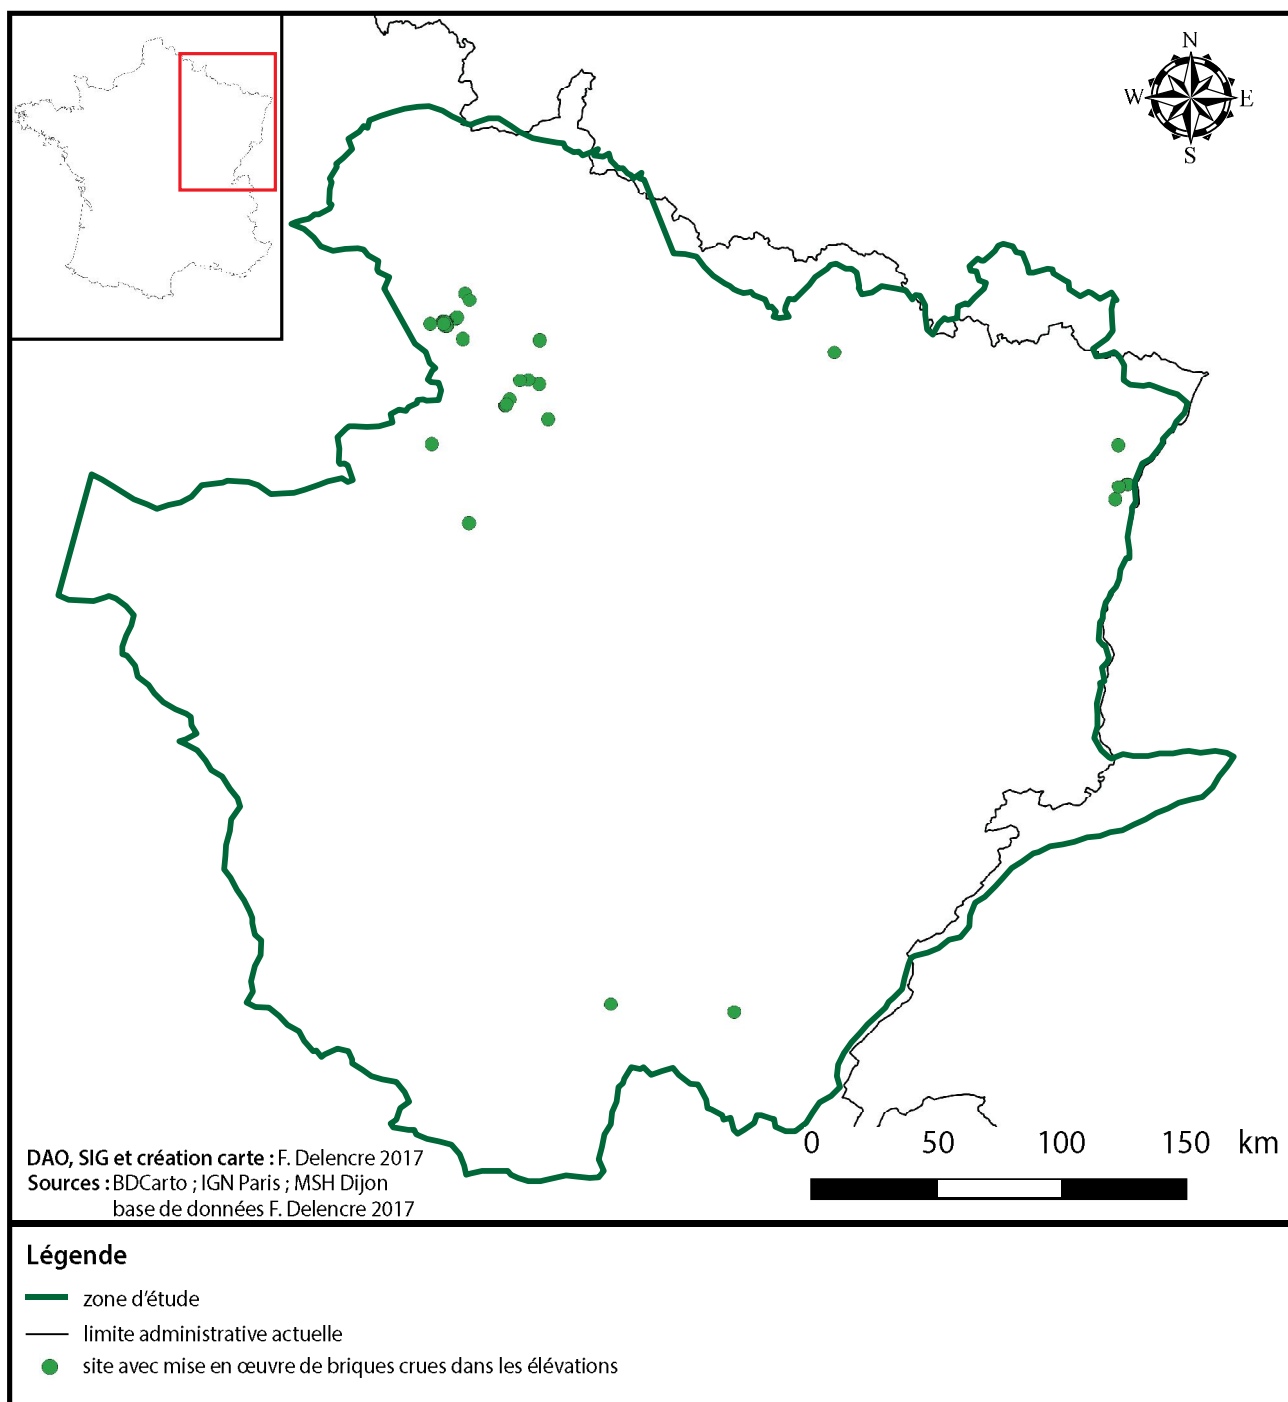 N
W E
S
0 50 100 150 km
DAO, SIG et création carte : F. Delencre 2017
Sources : BDCarto ; IGN Paris ; MSH Dijon
base de données F. Delencre 2017
Légende
zone d'étude
limite administrative actuelle
site avec mise en œuvre de briques crues dans les élévations